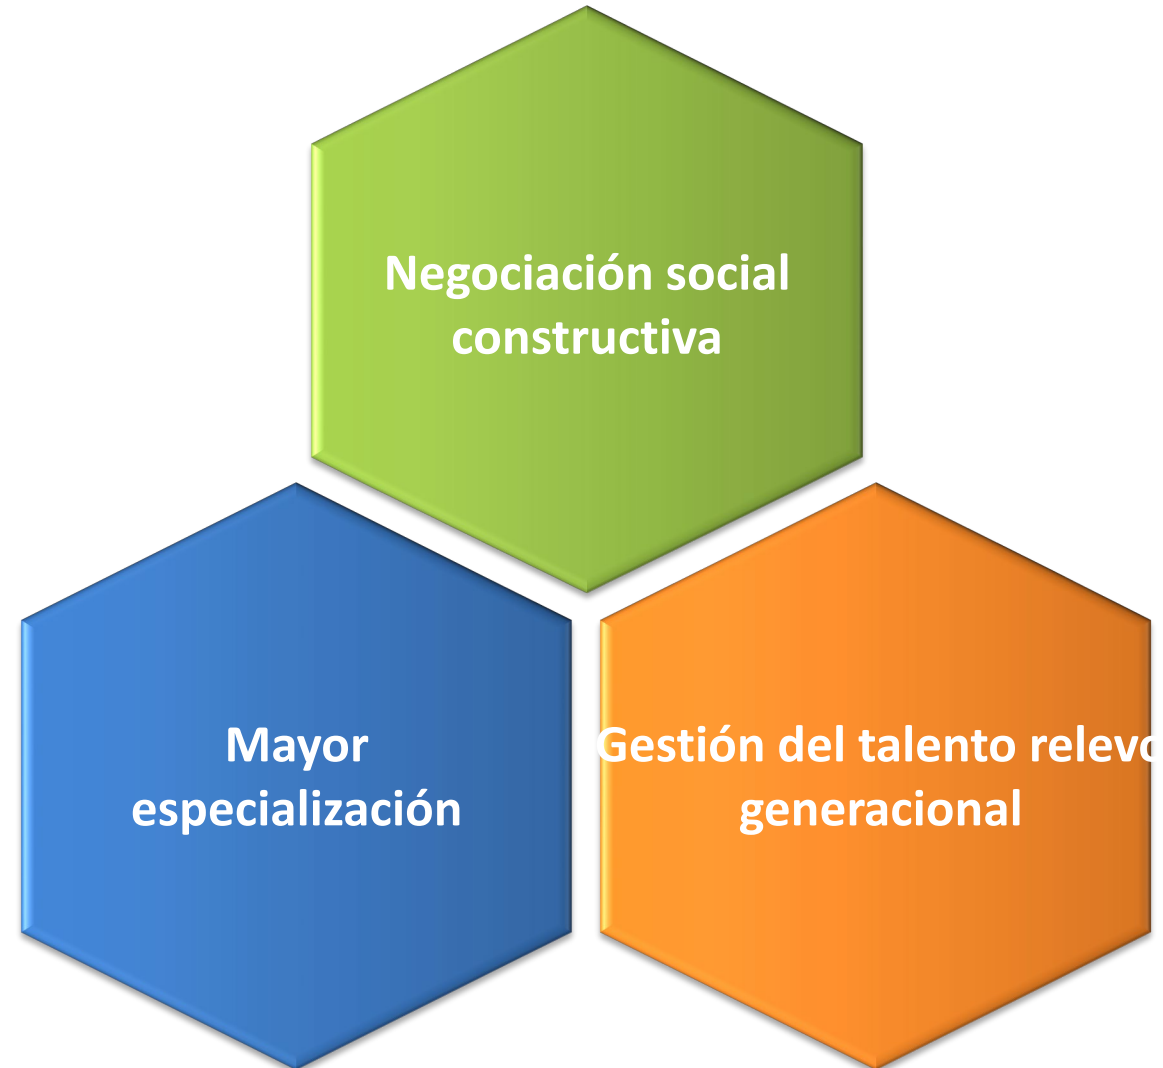 Negociación social
constructiva
Mayor
especialización
Gestión del talento relevo
generacional